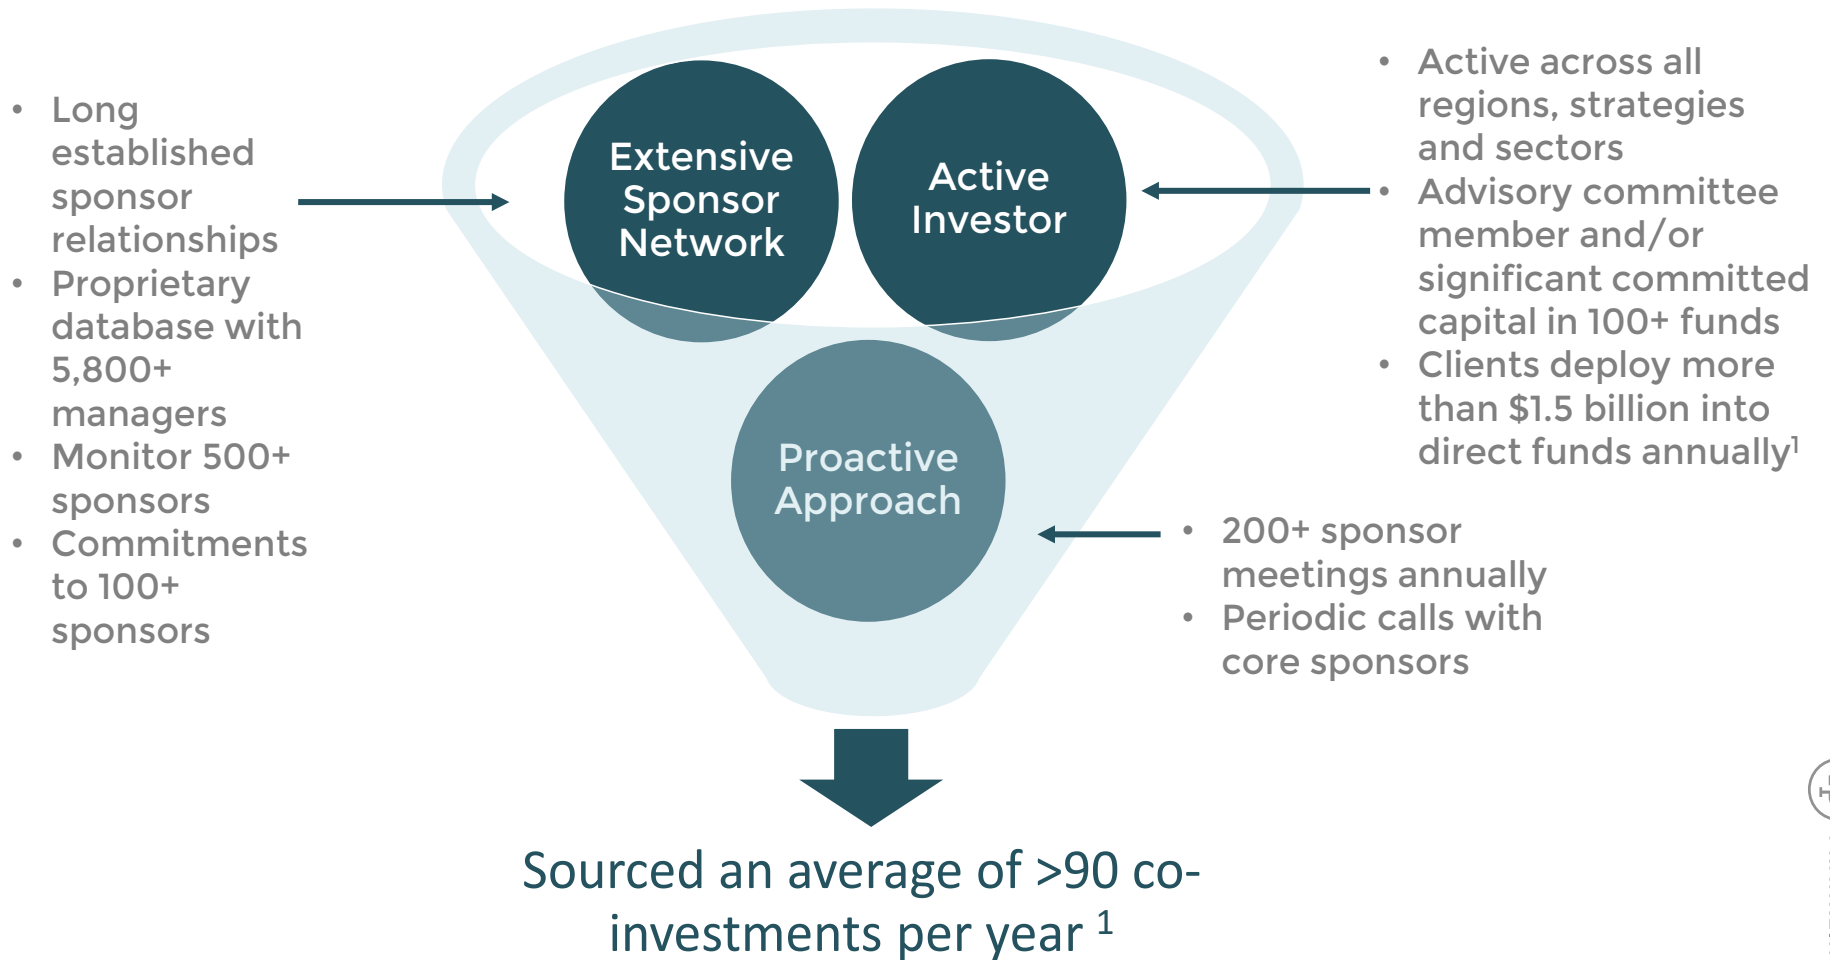 • Long
established
sponsor
relationships
• Proprietary
database with
5,800+
managers
• Monitor 500+
sponsors
• Commitments
to 100+
sponsors
Extensive
Sponsor
Network
Active
Investor
Proactive
Approach
• Active across all
regions, strategies
and sectors
• Advisory committee
member and/or
significant committed
capital in 100+ funds
• Clients deploy more
than $1.5 billion into
direct funds annually¹
• 200+ sponsor
meetings annually
• Periodic calls with
core sponsors
Sourced an average of >90 co-
investments per year ¹